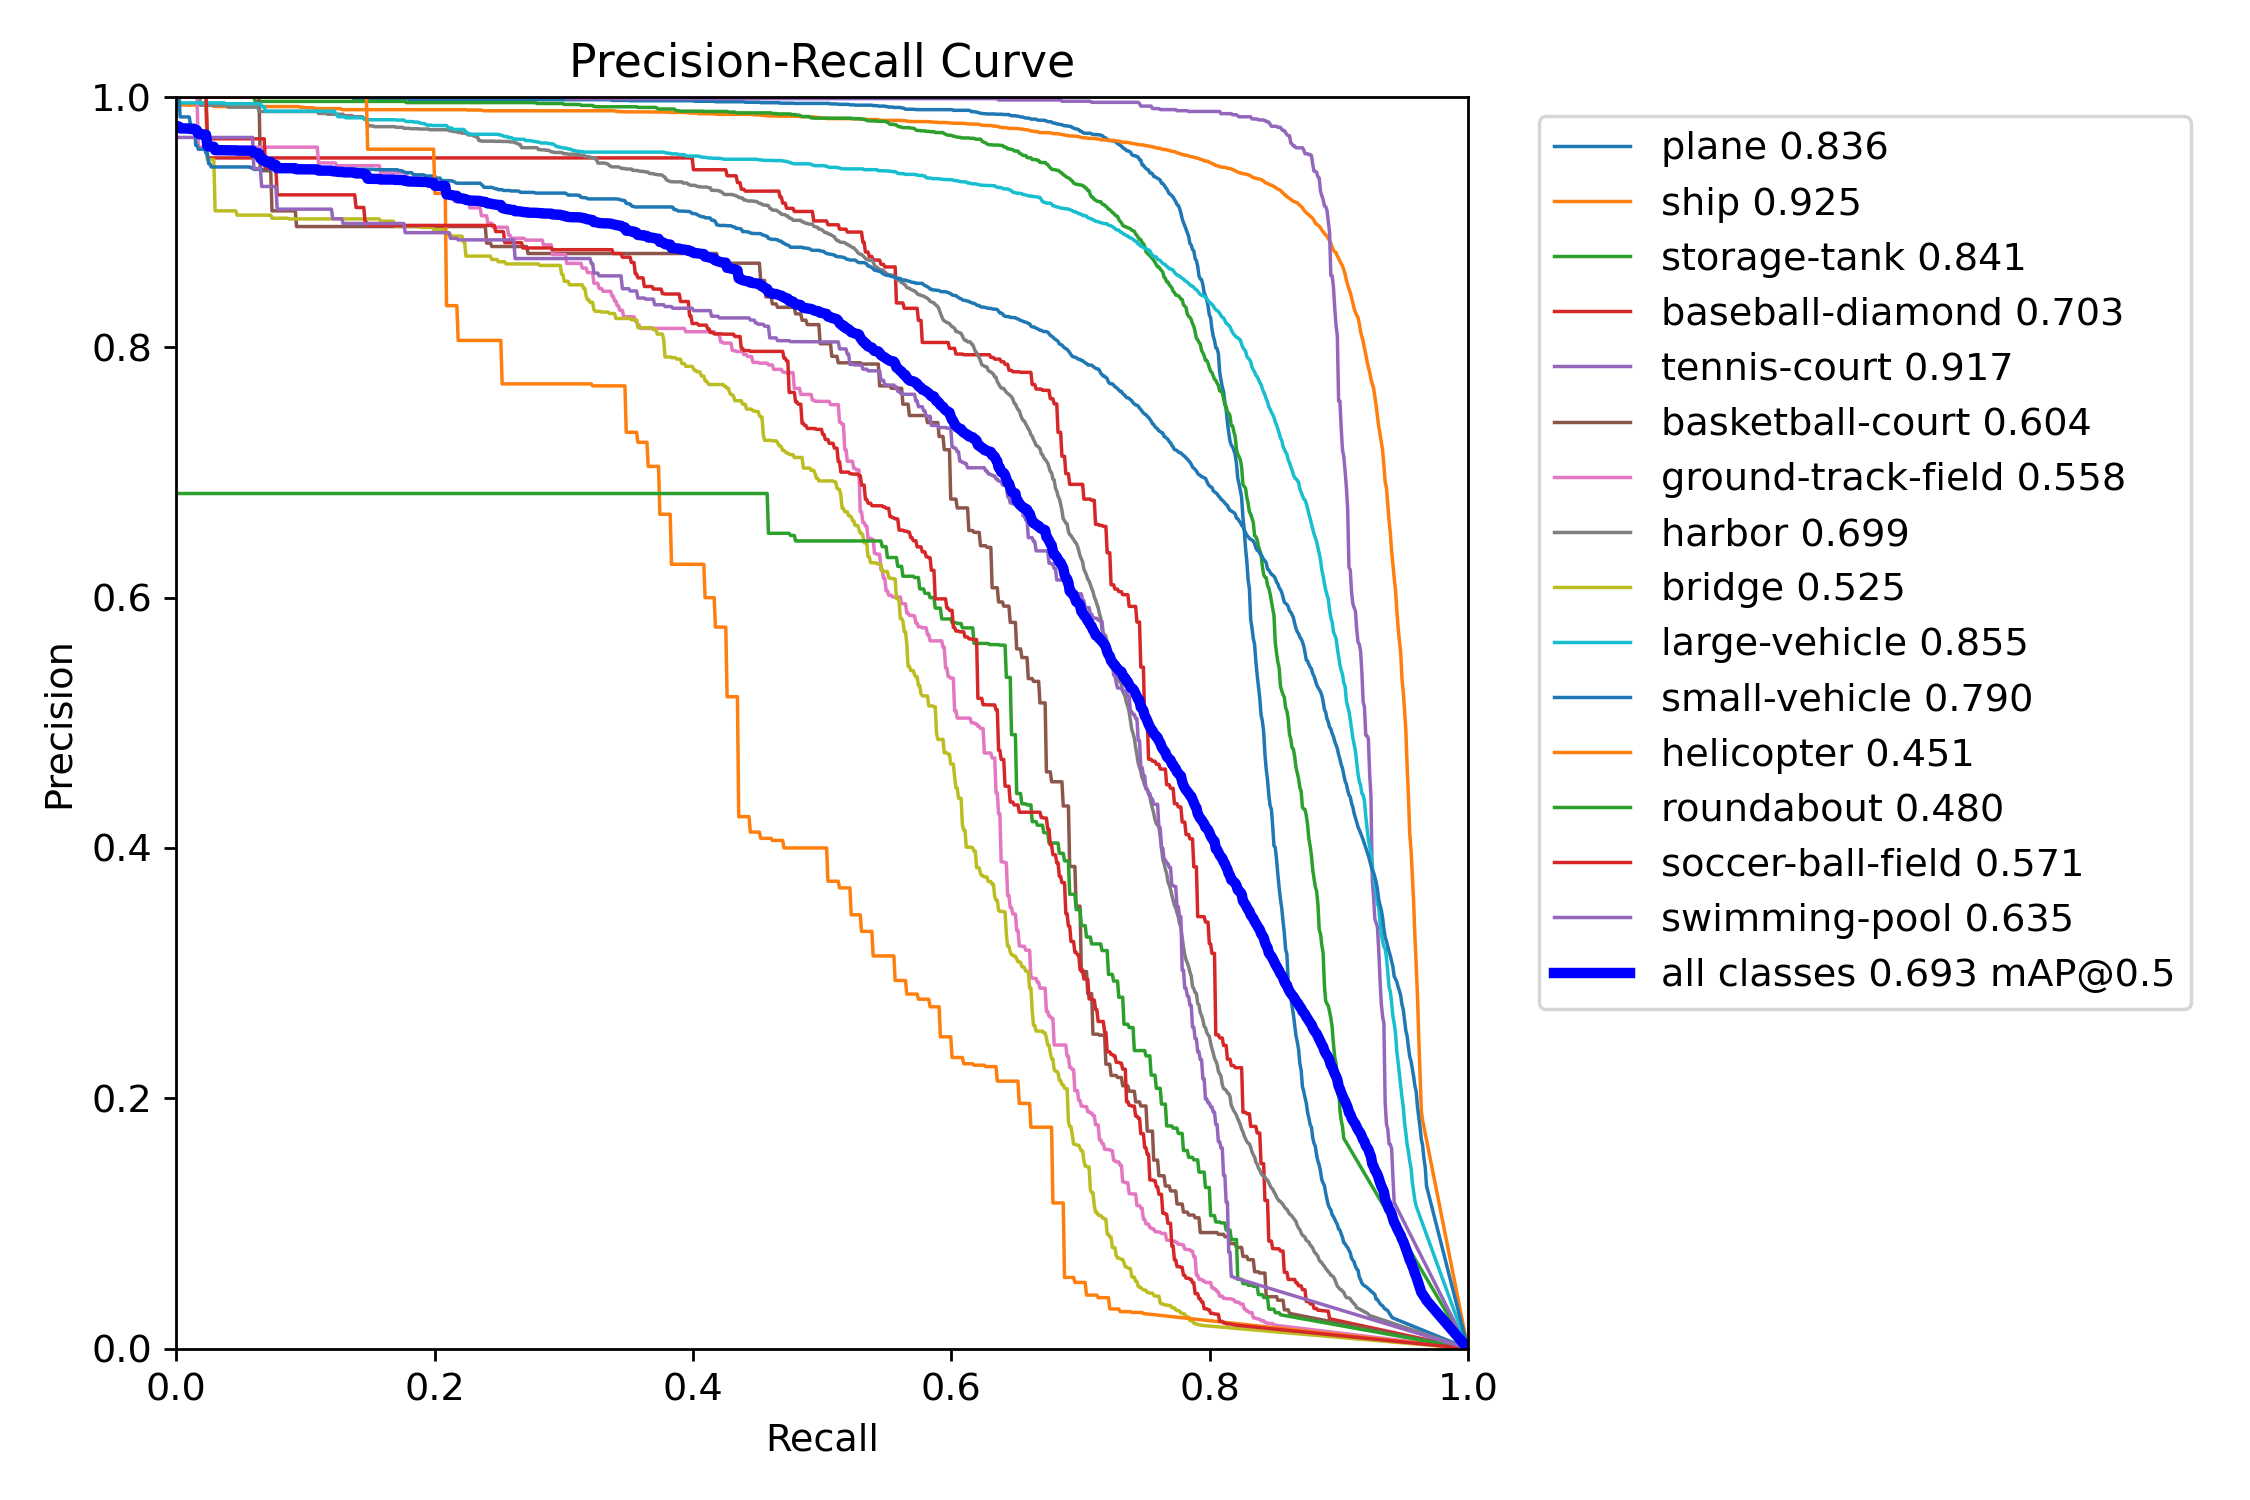 Precision-Recall Curve
1.0
0.8
0.6
0.4
0.2
0.0
Precision
0.0 0.2 0.4 0.6 0.8 1.0
Recall
plane 0.836
ship 0.925
storage-tank 0.841
baseball-diamond 0.703
tennis-court 0.917
basketball-court 0.604
ground-track-field 0.558
harbor 0.699
bridge 0.525
large-vehicle 0.855
small-vehicle 0.790
helicopter 0.451
roundabout 0.480
soccer-ball-field 0.571
swimming-pool 0.635
all classes 0.693 mAP@0.5